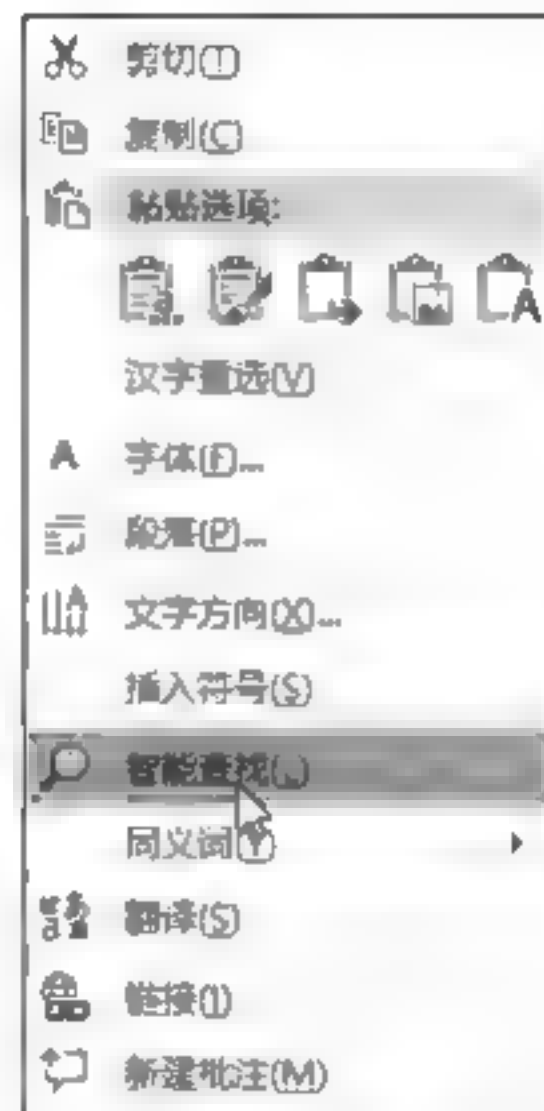 剪切(T)
复制(C)
粘贴选项:
汉字重选(V)
字体(F)...
段落(P)...
文字方向(X)...
插入符号(S)
智能查找(L)
同义词(Y)
翻译(S)
链接(I)
新建批注(M)